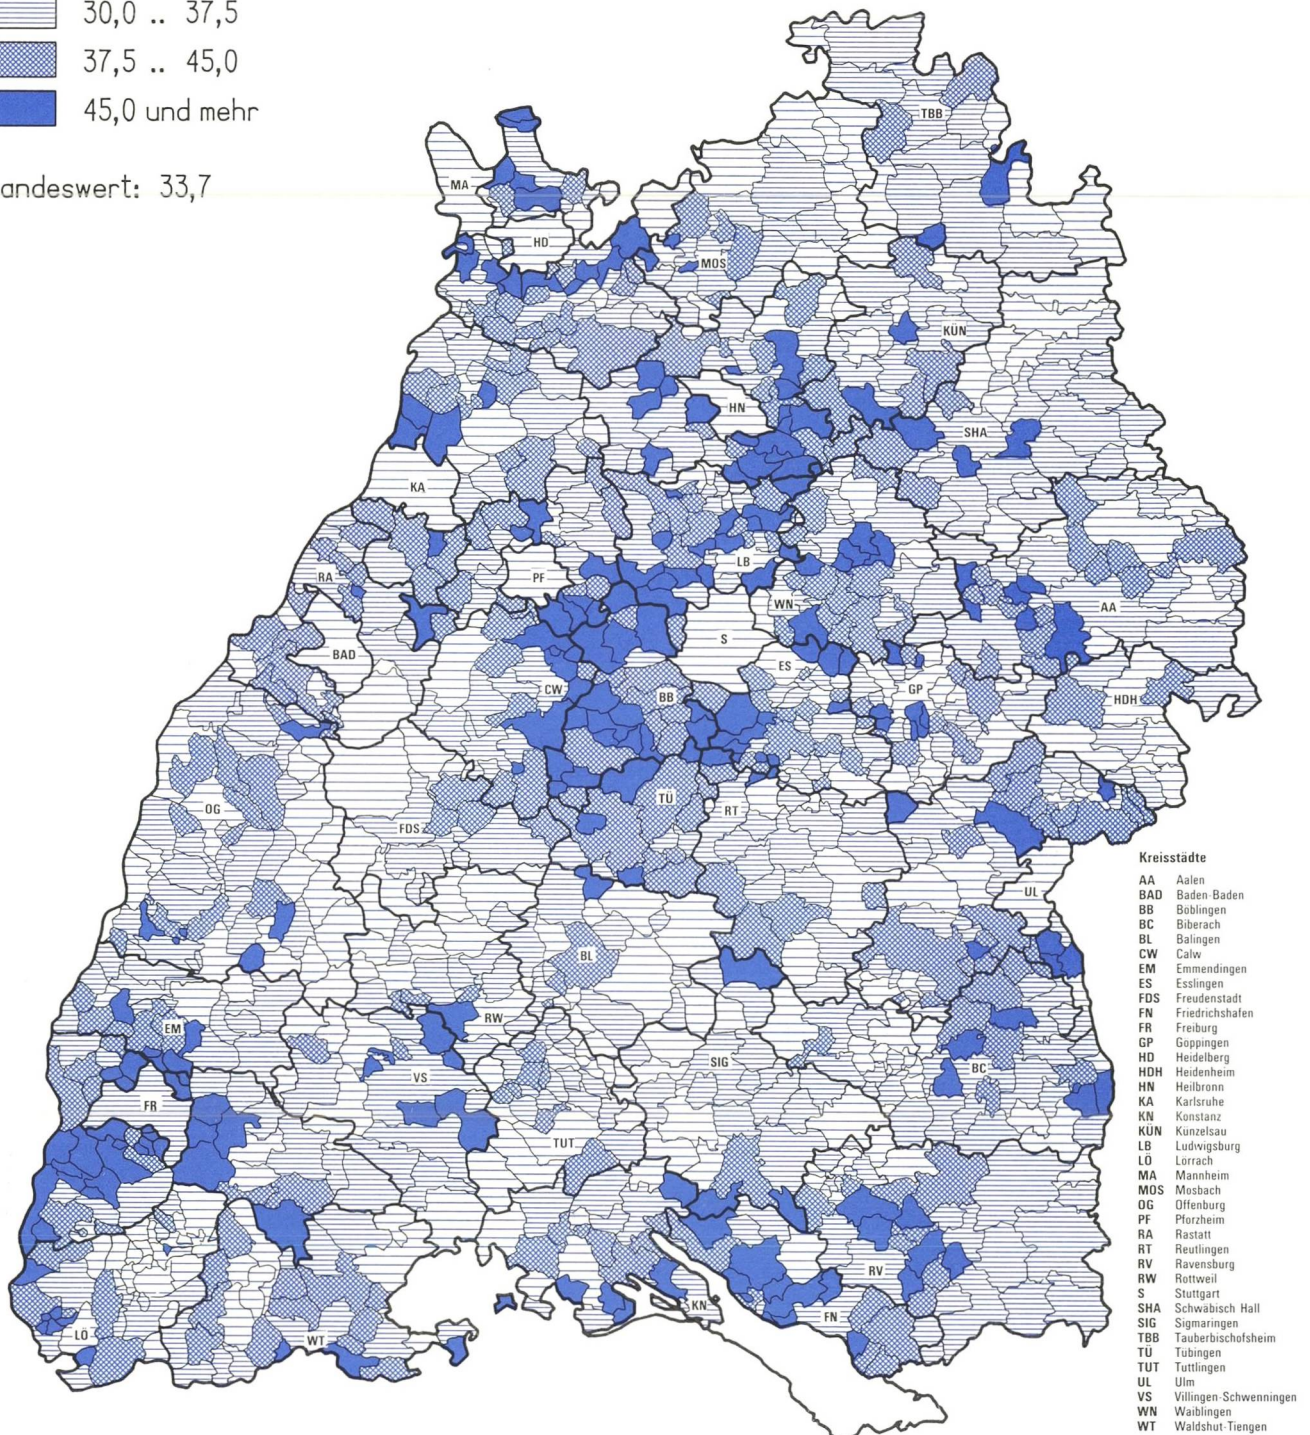 30,0 .. 37,5
37,5 .. 45,0
45,0 und mehr
andeswert: 33,7
TBB
MA
HD
MOS
KÜN
HN
SHA
KA
LB
PF
RA
WN
AA
S
BAD
ES
CW
BB
GP
HDH
TÜ
OG
RT
FDS
UL
BL
RW
EM
SIG
BC
VS
FR
TUT
RV
KN
FN
LÖ
WT
Kreisstädte
AA Aalen
BAD Baden-Baden
BB Böblingen
BC Biberach
BL Balingen
CW Calw
EM Emmendingen
ES Esslingen
FDS Freudenstadt
FN Friedrichshafen
FR Freiburg
GP Göppingen
HD Heidelberg
HDH Heidenheim
HN Heilbronn
KA Karlsruhe
KN Konstanz
KÜN Künzelsau
LB Ludwigsburg
LÖ Lörrach
MA Mannheim
MOS Mosbach
OG Offenburg
PF Pforzheim
RA Rastatt
RT Reutlingen
RV Ravensburg
RW Rottweil
S Stuttgart
SHA Schwäbisch Hall
SIG Sigmaringen
TBB Tauberbischofsheim
TÜ Tübingen
TUT Tuttlingen
UL Ulm
VS Villingen-Schwenningen
WN Waiblingen
WT Waldshut-Tiengen